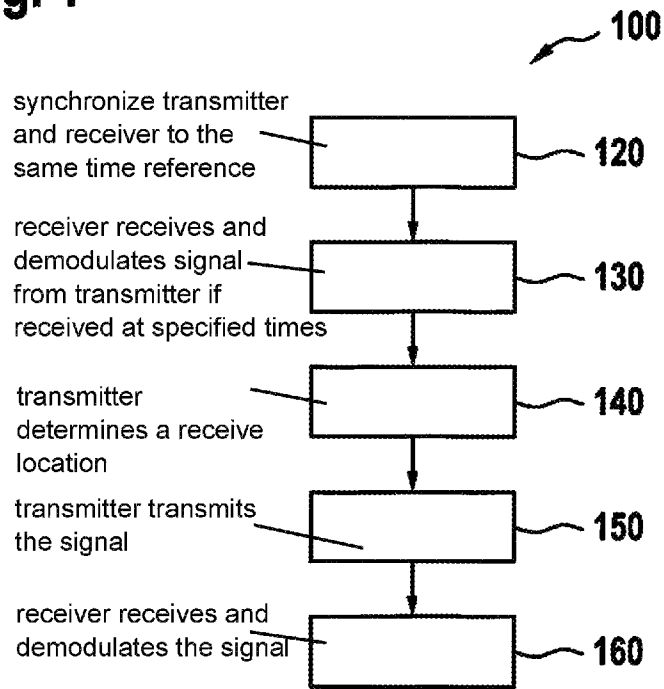 100
synchronize transmitter
and receiver to the
same time reference
120
receiver receives and
demodulates signal
from transmitter if
received at specified times
130
transmitter
determines a receive
location
140
transmitter transmits
the signal
150
receiver receives and
demodulates the signal
160